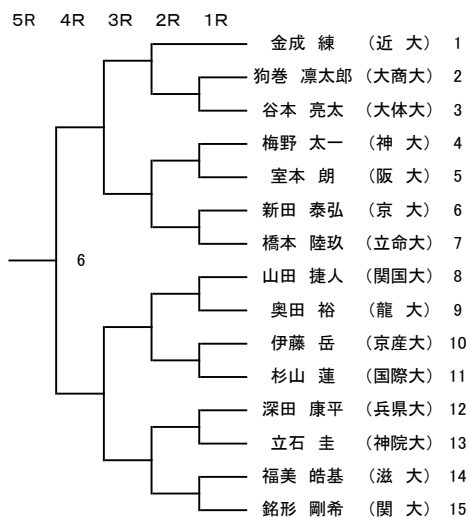 5R 4R 3R 2R 1R
金成 練 （近 大） 1
狗巻 凛太郎 （大商大） 2
谷本 亮太 （大体大） 3
梅野 太一 （神 大） 4
室本 朗 （阪 大） 5
新田 泰弘 （京 大） 6
橋本 陸玖 （立命大） 7
6
山田 捷人 （関国大） 8
奥田 裕 （龍 大） 9
伊藤 岳 （京産大） 10
杉山 蓮 （国際大） 11
深田 康平 （兵県大） 12
立石 圭 （神院大） 13
福美 皓基 （滋 大） 14
銘形 剛希 （関 大） 15